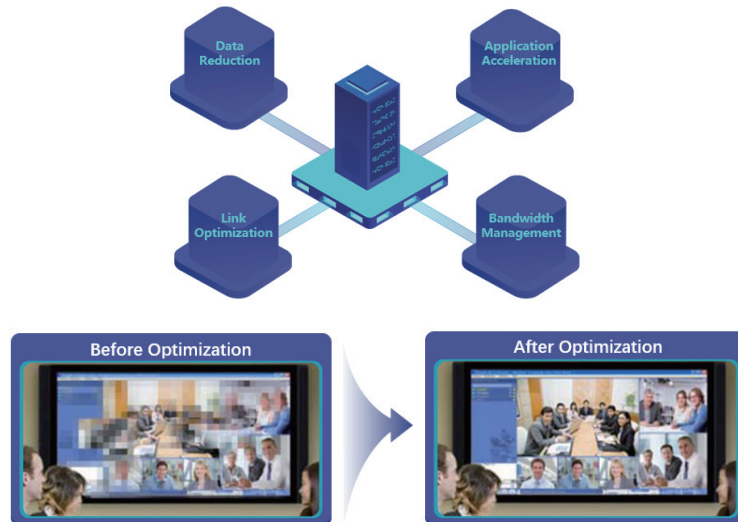 Data
Reduction
Application
Acceleration
Link
Optimization
Bandwidth
Management
Before Optimization
After Optimization